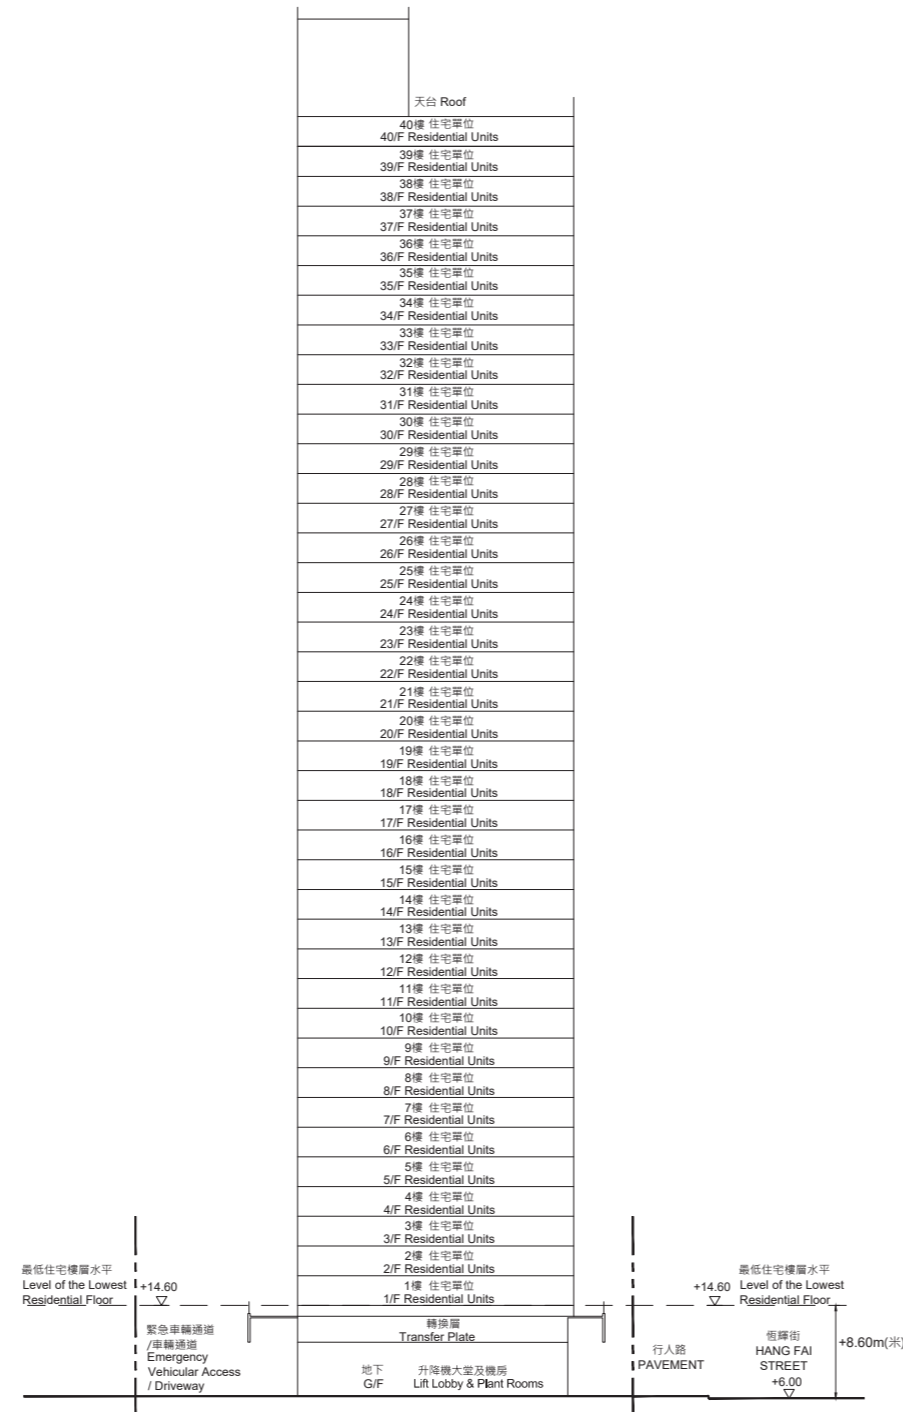 天台 Roof
40樓 住宅單位
40/F Residential Units
39樓 住宅單位
39/F Residential Units
38樓 住宅單位
38/F Residential Units
37樓 住宅單位
37/F Residential Units
36樓 住宅單位
36/F Residential Units
35樓 住宅單位
35/F Residential Units
34樓 住宅單位
34/F Residential Units
33樓 住宅單位
33/F Residential Units
32樓 住宅單位
32/F Residential Units
31樓 住宅單位
31/F Residential Units
30樓 住宅單位
30/F Residential Units
29樓 住宅單位
29/F Residential Units
28樓 住宅單位
28/F Residential Units
27樓 住宅單位
27/F Residential Units
26樓 住宅單位
26/F Residential Units
25樓 住宅單位
25/F Residential Units
24樓 住宅單位
24/F Residential Units
23樓 住宅單位
23/F Residential Units
22樓 住宅單位
22/F Residential Units
21樓 住宅單位
21/F Residential Units
20樓 住宅單位
20/F Residential Units
19樓 住宅單位
19/F Residential Units
18樓 住宅單位
18/F Residential Units
17樓 住宅單位
17/F Residential Units
16樓 住宅單位
16/F Residential Units
15樓 住宅單位
15/F Residential Units
14樓 住宅單位
14/F Residential Units
13樓 住宅單位
13/F Residential Units
12樓 住宅單位
12/F Residential Units
11樓 住宅單位
11/F Residential Units
10樓 住宅單位
10/F Residential Units
9樓 住宅單位
9/F Residential Units
8樓 住宅單位
8/F Residential Units
7樓 住宅單位
7/F Residential Units
6樓 住宅單位
6/F Residential Units
5樓 住宅單位
5/F Residential Units
4樓 住宅單位
4/F Residential Units
3樓 住宅單位
3/F Residential Units
2樓 住宅單位
2/F Residential Units
1樓 住宅單位
1/F Residential Units
最低住宅樓層水平
Level of the Lowest
Residential Floor
+14.60
+14.60
最低住宅樓層水平
Level of the Lowest
Residential Floor
轉換層
Transfer Plate
緊急車輛通道
/車輛通道
Emergency
Vehicular Access
/ Driveway
地下
G/F
升降機大堂及機房
Lift Lobby & Plant Rooms
行人路
PAVEMENT
恆輝街
HANG FAI
STREET
+6.00
+8.60m(米)